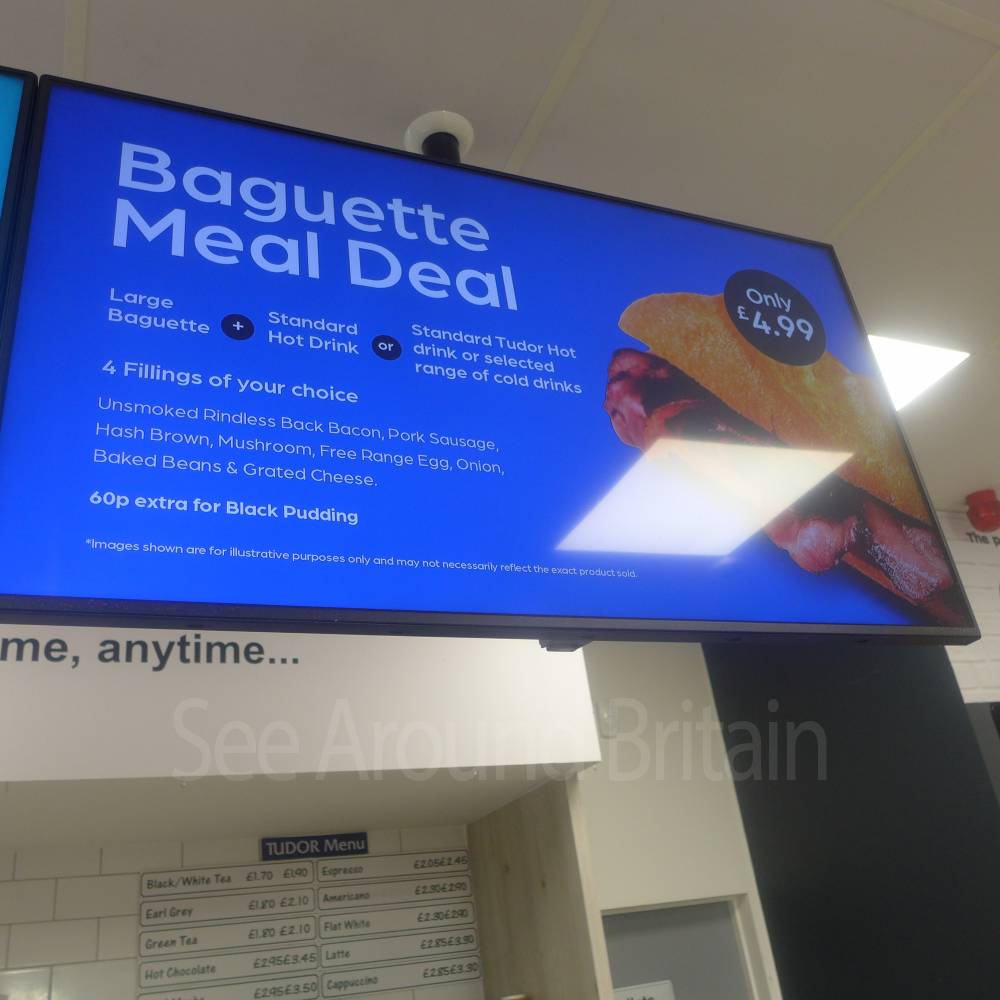 Baguette
Meal Deal
Only
£4.99
Large
Baguette
+
Standard
Hot Drink
or
Standard Tudor Hot
drink or selected
range of cold drinks
4 Fillings of your choice
Unsmoked Rindless Back Bacon, Pork Sausage,
Hash Brown, Mushroom, Free Range Egg, Onion,
Baked Beans & Grated Cheese.
60p extra for Black Pudding
*Images shown are for illustrative purposes only and may not necessarily reflect the exact product sold.
The
me, anytime...
See Around Britain
TUDOR Menu
Black/White Tea £1.70 £1.90
Earl Grey £1.80 £2.10
Green Tea £1.80 £2.10
Hot Chocolate £2.95 £3.45
£2.95 £3.50
Espresso £2.05 £2.45
Americano £2.30 £2.90
Flat White £2.30 £2.90
Latte £2.85 £3.30
Cappuccino £2.85 £3.30